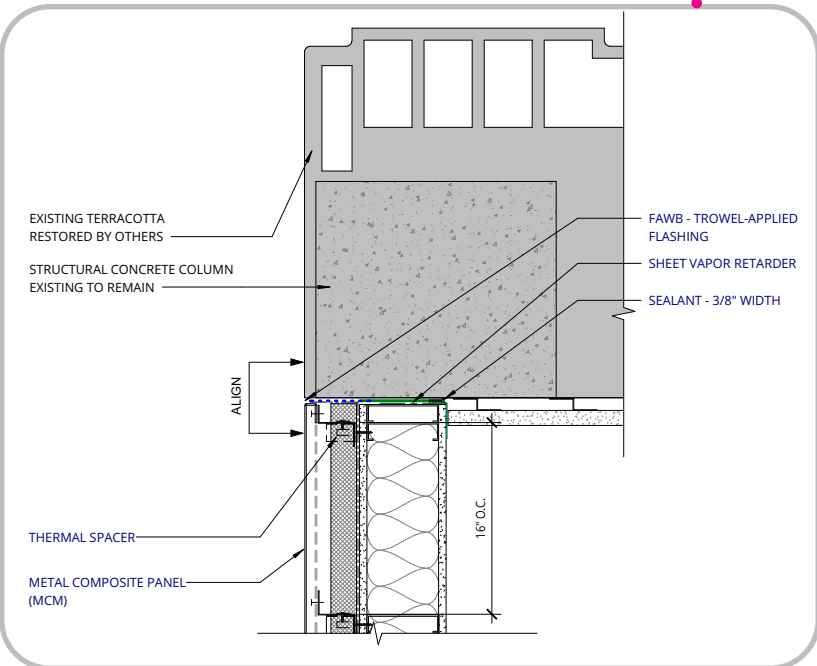 EXISTING TERRACOTTA
RESTORED BY OTHERS
STRUCTURAL CONCRETE COLUMN
EXISTING TO REMAIN
FAWB - TROWEL-APPLIED
FLASHING
SHEET VAPOR RETARDER
SEALANT - 3/8" WIDTH
ALIGN
16" O.C.
THERMAL SPACER
METAL COMPOSITE PANEL
(MCM)